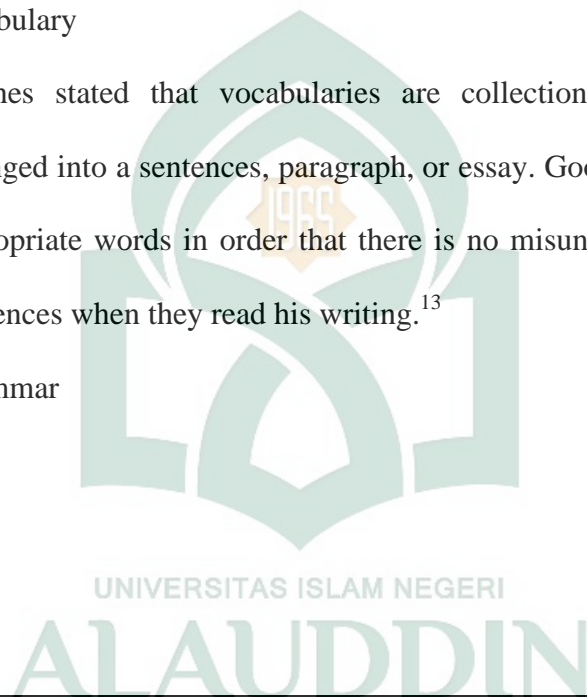 bulary
nes stated that vocabularies are collection
nged into a sentences, paragraph, or essay. Goo
opriate words in order that there is no misun
ences when they read his writing.13
nmar
1965
UNIVERSITAS ISLAM NEGERI
ALAUDDIN